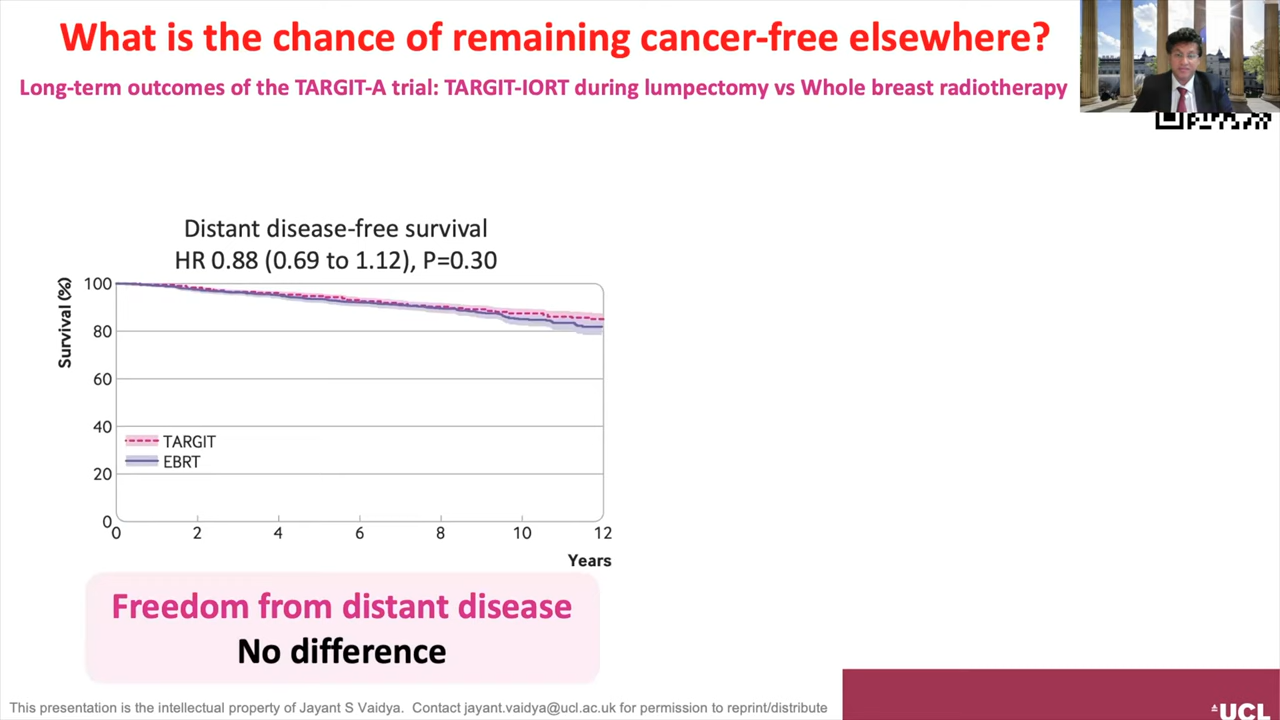 What is the chance of remaining cancer-free elsewhere?
Long-term outcomes of the TARGIT-A trial: TARGIT-IORT during lumpectomy vs Whole breast radiotherapy
Distant disease-free survival
HR 0.88 (0.69 to 1.12), P=0.30
Survival (%)
100
80
60
40
20
0
TARGIT
EBRT
0 2 4 6 8 10 12
Years
Freedom from distant disease
No difference
This presentation is the intellectual property of Jayant S Vaidya. Contact jayant.vaidya@ucl.ac.uk for permission to reprint/distribute
UCL